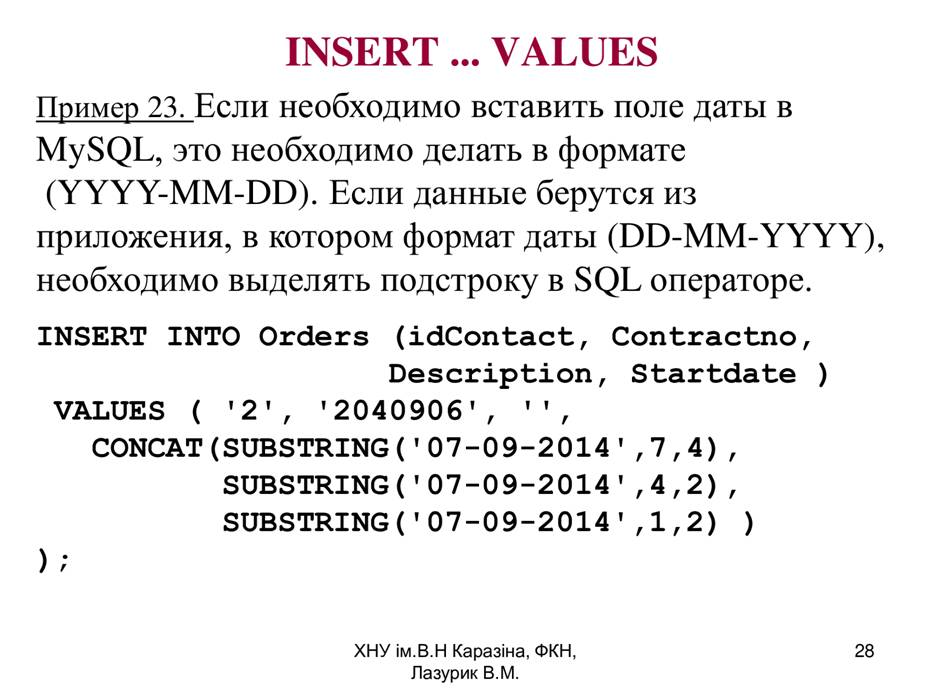 INSERT ... VALUES
Пример 23. Если необходимо вставить поле даты в
MySQL, это необходимо делать в формате
(YYYY-MM-DD). Если данные берутся из
приложения, в котором формат даты (DD-MM-YYYY),
необходимо выделять подстроку в SQL операторе.
INSERT INTO Orders (idContact, Contractno,
Description, Startdate )
VALUES ( '2', '2040906', '',
CONCAT(SUBSTRING('07-09-2014',7,4),
SUBSTRING('07-09-2014',4,2),
SUBSTRING('07-09-2014',1,2) )
);
ХНУ ім.В.Н Каразіна, ФКН,
Лазурик В.М.
28